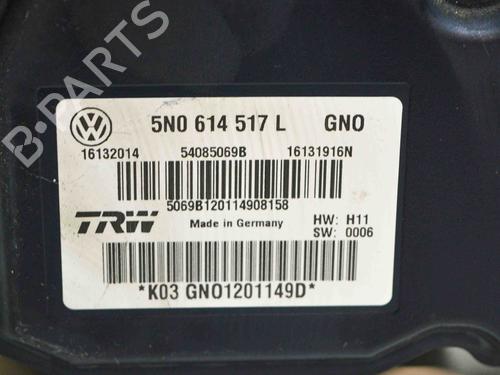 B-PARTS
5N0 614 517 L GNO
16132014 54085069B 16131916N
5069B120114908158
TRW Made in Germany HW: H11
SW: 0006
*K03 GNO1201149D*